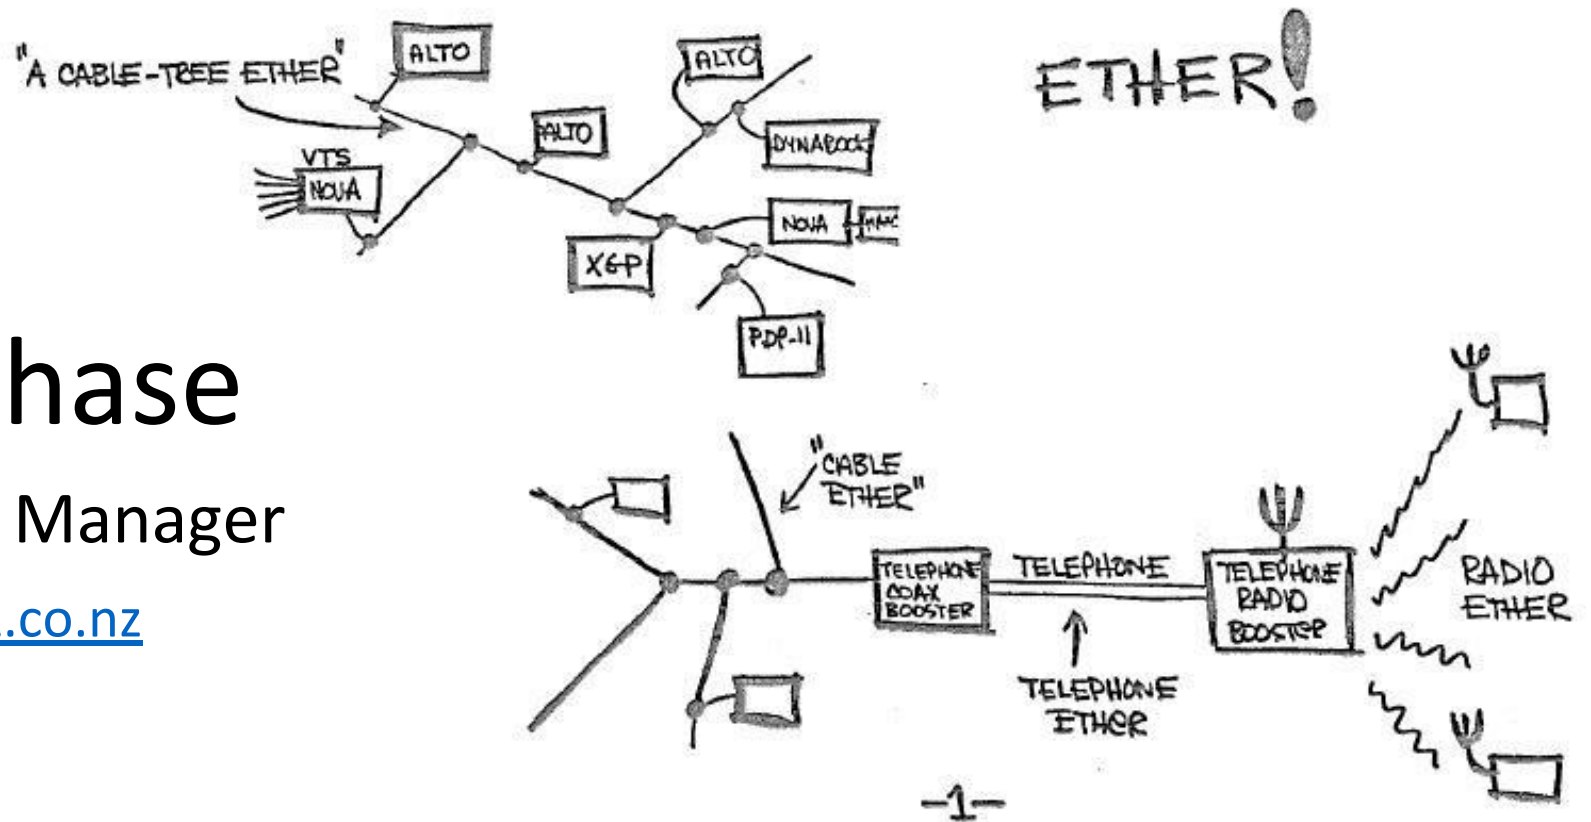 "A CABLE-TREE ETHER"
ALTO
ALTO
ETHER!
ALTO
DYNABOOK
VTS
NOVA
NOVA
XGP
PDP-11
hase
Manager
.co.nz
"CABLE
ETHER"
TELEPHONE
COAX
BOOSTER
TELEPHONE
TELEPHONE
RADIO
BOOSTER
RADIO
ETHER
TELEPHONE
ETHER
-1-